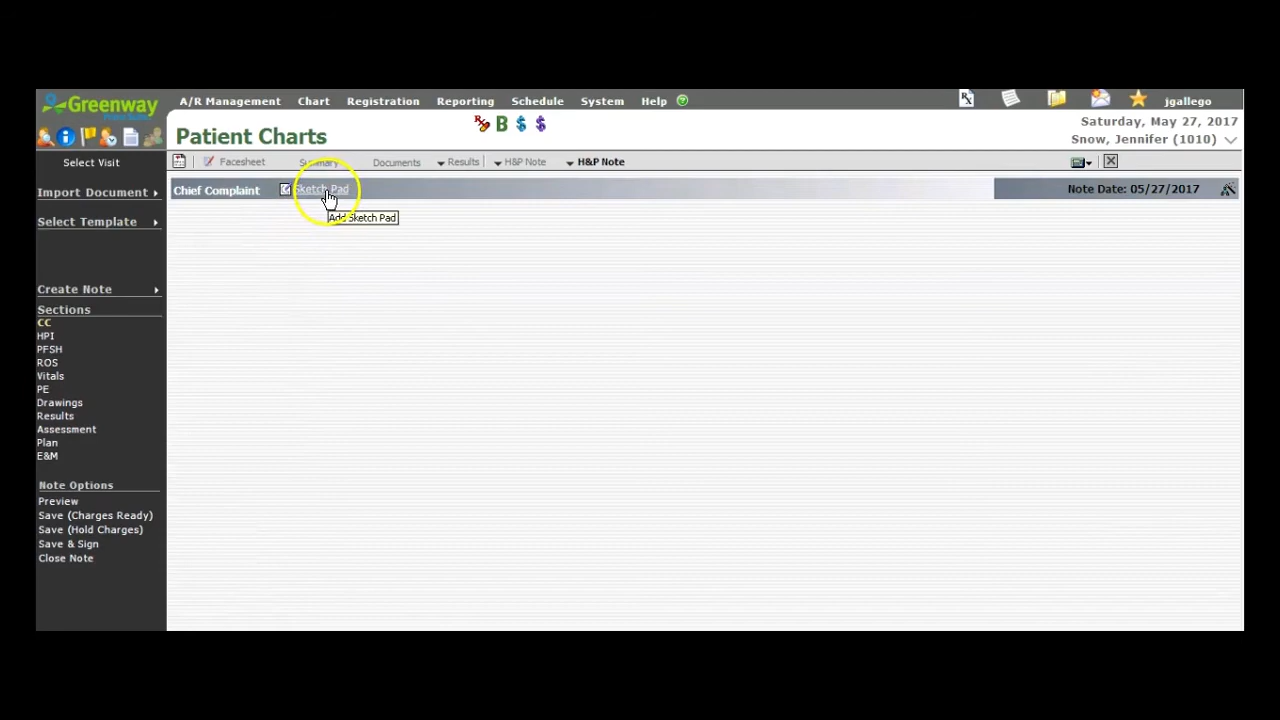 Greenway
A/R Management Chart Registration Reporting Schedule System Help
jgallego
Patient Charts
B $ $
Saturday, May 27, 2017
Snow, Jennifer (1010)
Select Visit
Facesheet Summary Documents Results H&P Note H&P Note
Chief Complaint Sketch Pad
Note Date: 05/27/2017
Add Sketch Pad
Import Document
Select Template
Create Note
Sections
CC
HPI
PFSH
ROS
Vitals
PE
Drawings
Results
Assessment
Plan
E&M
Note Options
Preview
Save (Charges Ready)
Save (Hold Charges)
Save & Sign
Close Note